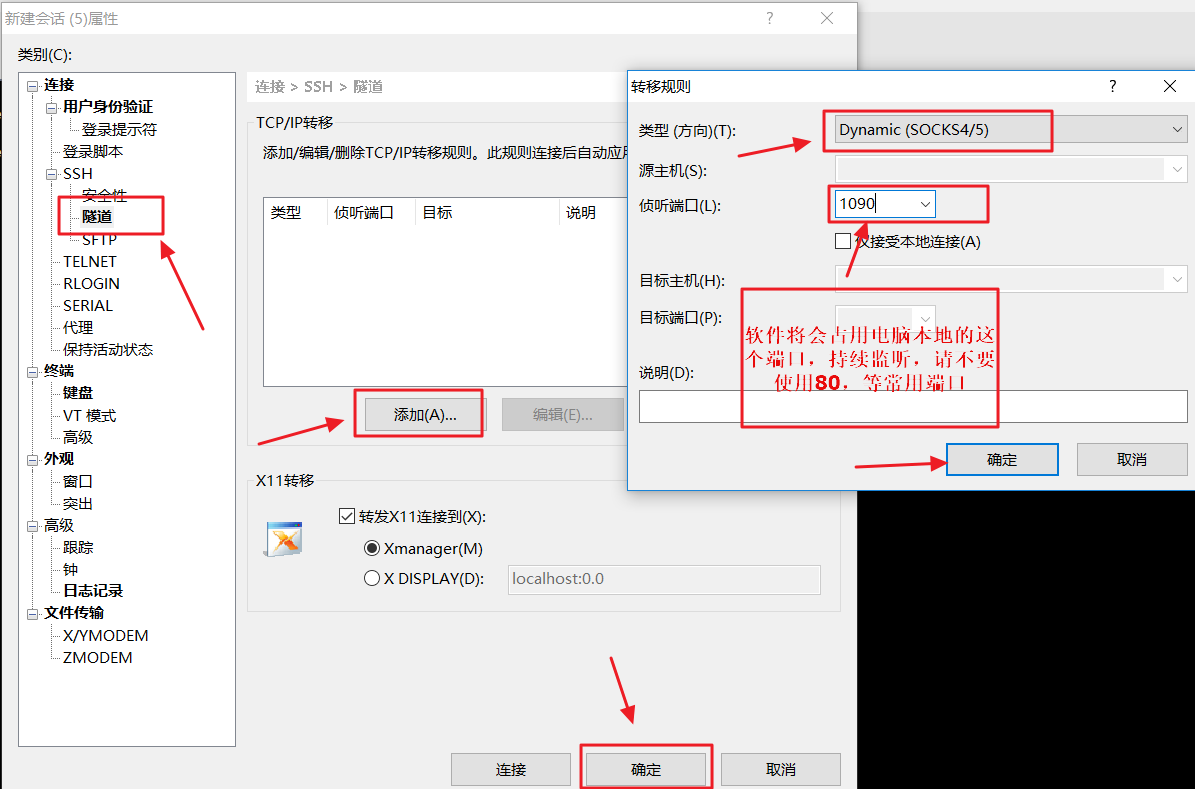 新建会话 (5)属性
?
类别(C):
连接
用户身份验证
登录提示符
登录脚本
SSH
安全性
隧道
SFTP
TELNET
RLOGIN
SERIAL
代理
保持活动状态
终端
键盘
VT 模式
高级
外观
窗口
突出
高级
跟踪
钟
日志记录
文件传输
X/YMODEM
ZMODEM
连接 > SSH > 隧道
TCP/IP转移
添加/编辑/删除TCP/IP转移规则。此规则连接后自动应用
类型 侦听端口 目标 说明
添加(A)... 编辑(E)...
X11转移
转发X11连接到(X):
Xmanager(M)
X DISPLAY(D): localhost:0.0
连接 确定 取消
转移规则 ?
类型 (方向)(T): Dynamic (SOCKS4/5)
源主机(S):
侦听端口(L): 1090
仅接受本地连接(A)
目标主机(H):
目标端口(P):
软件将会占用电脑本地的这
个端口，持续监听，请不要
使用80，等常用端口
说明(D):
确定 取消